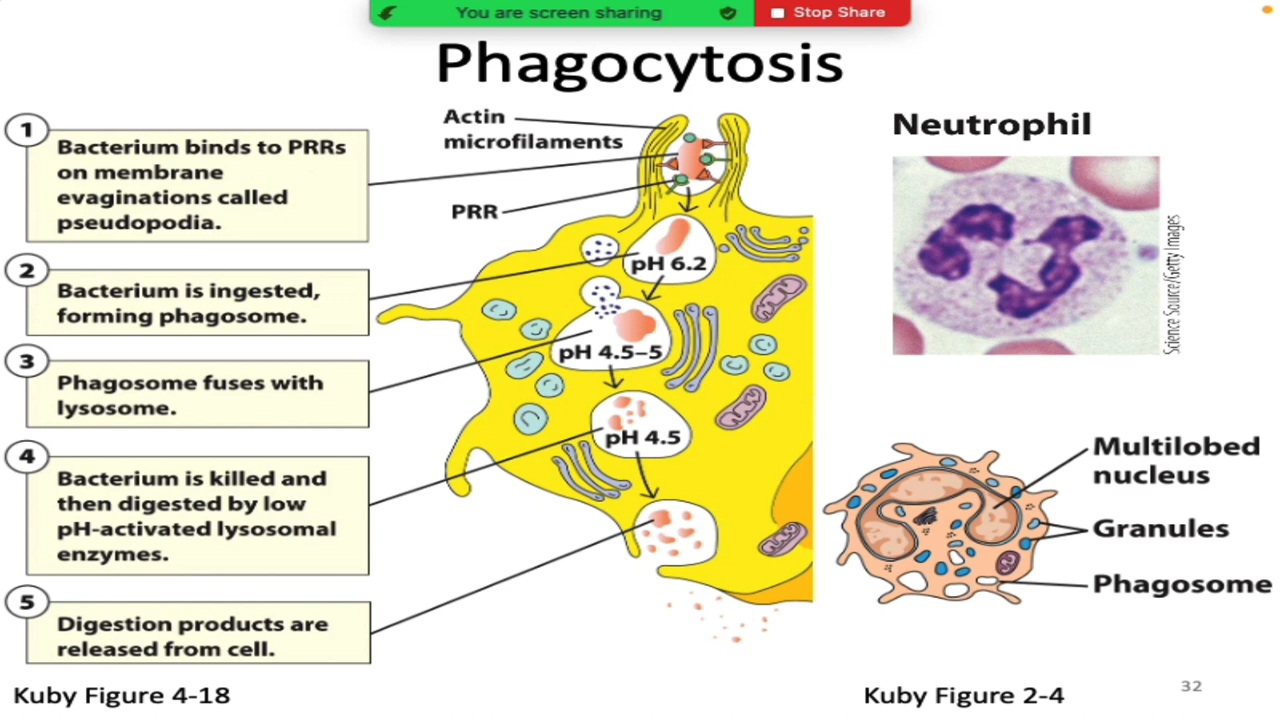 You are screen sharing
Stop Share
Phagocytosis
1
Bacterium binds to PRRs
on membrane
evaginations called
pseudopodia.
2
Bacterium is ingested,
forming phagosome.
3
Phagosome fuses with
lysosome.
4
Bacterium is killed and
then digested by low
pH-activated lysosomal
enzymes.
5
Digestion products are
released from cell.
Kuby Figure 4-18
Actin
microfilaments
PRR
pH 6.2
pH 4.5–5
pH 4.5
Neutrophil
Science Source/Getty Images
Multilobed
nucleus
Granules
Phagosome
Kuby Figure 2-4
32